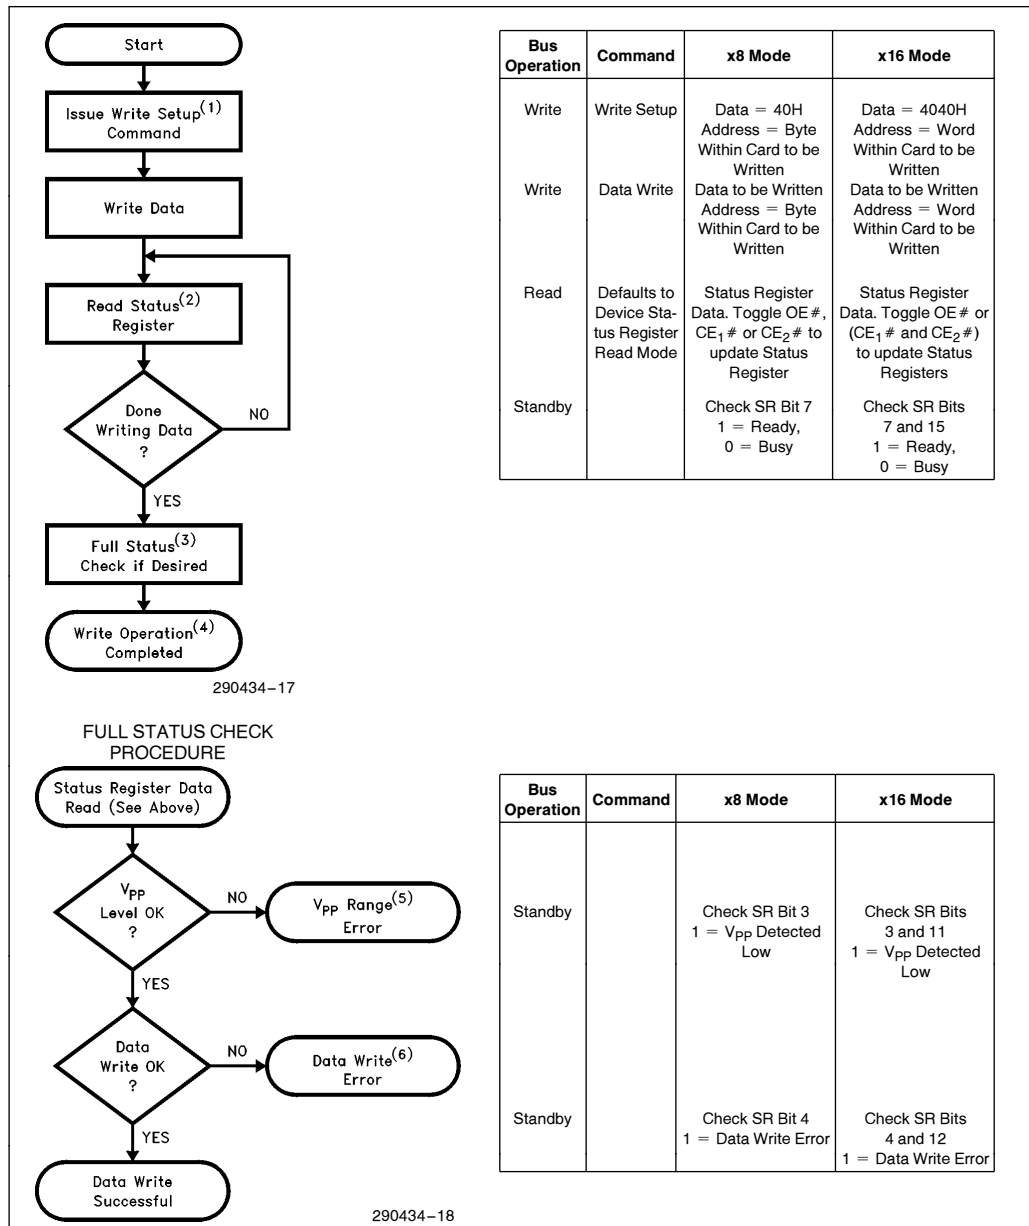 Start
Issue Write Setup(1)
Command
Write Data
Read Status(2)
Register
Done
Writing Data
?
NO
YES
Full Status(3)
Check if Desired
Write Operation(4)
Completed
290434–17
Bus
Operation
Command
x8 Mode
x16 Mode
Write
Write Setup
Data = 40H
Address = Byte
Within Card to be
Written
Data = 4040H
Address = Word
Within Card to be
Written
Write
Data Write
Data to be Written
Address = Byte
Within Card to be
Written
Data to be Written
Address = Word
Within Card to be
Written
Read
Defaults to
Device Sta-
tus Register
Read Mode
Status Register
Data. Toggle OE#,
CE1# or CE2# to
update Status
Register
Status Register
Data. Toggle OE# or
(CE1# and CE2#)
to update Status
Registers
Standby
Check SR Bit 7
1 = Ready,
0 = Busy
Check SR Bits
7 and 15
1 = Ready,
0 = Busy
FULL STATUS CHECK
PROCEDURE
Status Register Data
Read (See Above)
VPP
Level OK
?
NO
VPP Range(5)
Error
YES
Data
Write OK
?
NO
Data Write(6)
Error
YES
Data Write
Successful
290434–18
Bus
Operation
Command
x8 Mode
x16 Mode
Standby
Check SR Bit 3
1 = VPP Detected
Low
Check SR Bits
3 and 11
1 = VPP Detected
Low
Standby
Check SR Bit 4
1 = Data Write Error
Check SR Bits
4 and 12
1 = Data Write Error